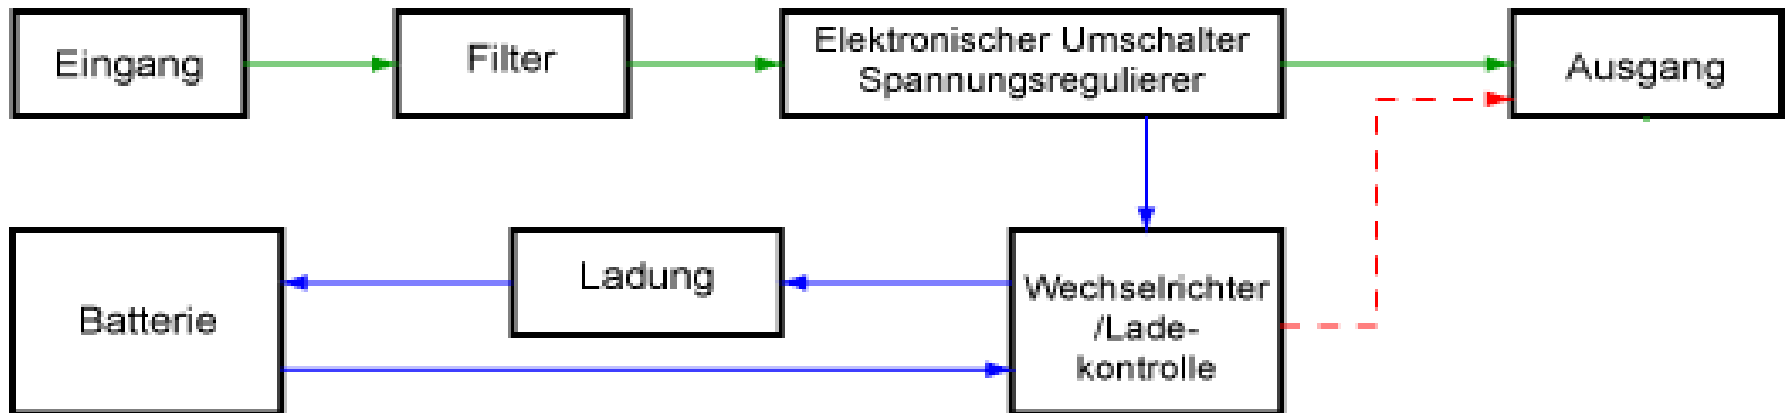 Eingang
Filter
Elektronischer Umschalter
Spannungsregulierer
Ausgang
Batterie
Ladung
Wechselrichter
/Lade-
kontrolle